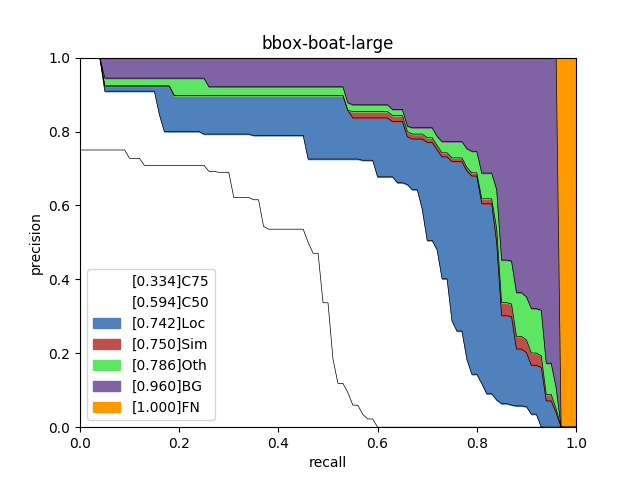 bbox-boat-large
precision
1.0
0.8
0.6
0.4
0.2
0.0
[0.334]C75
[0.594]C50
[0.742]Loc
[0.750]Sim
[0.786]Oth
[0.960]BG
[1.000]FN
0.0 0.2 0.4 0.6 0.8 1.0
recall